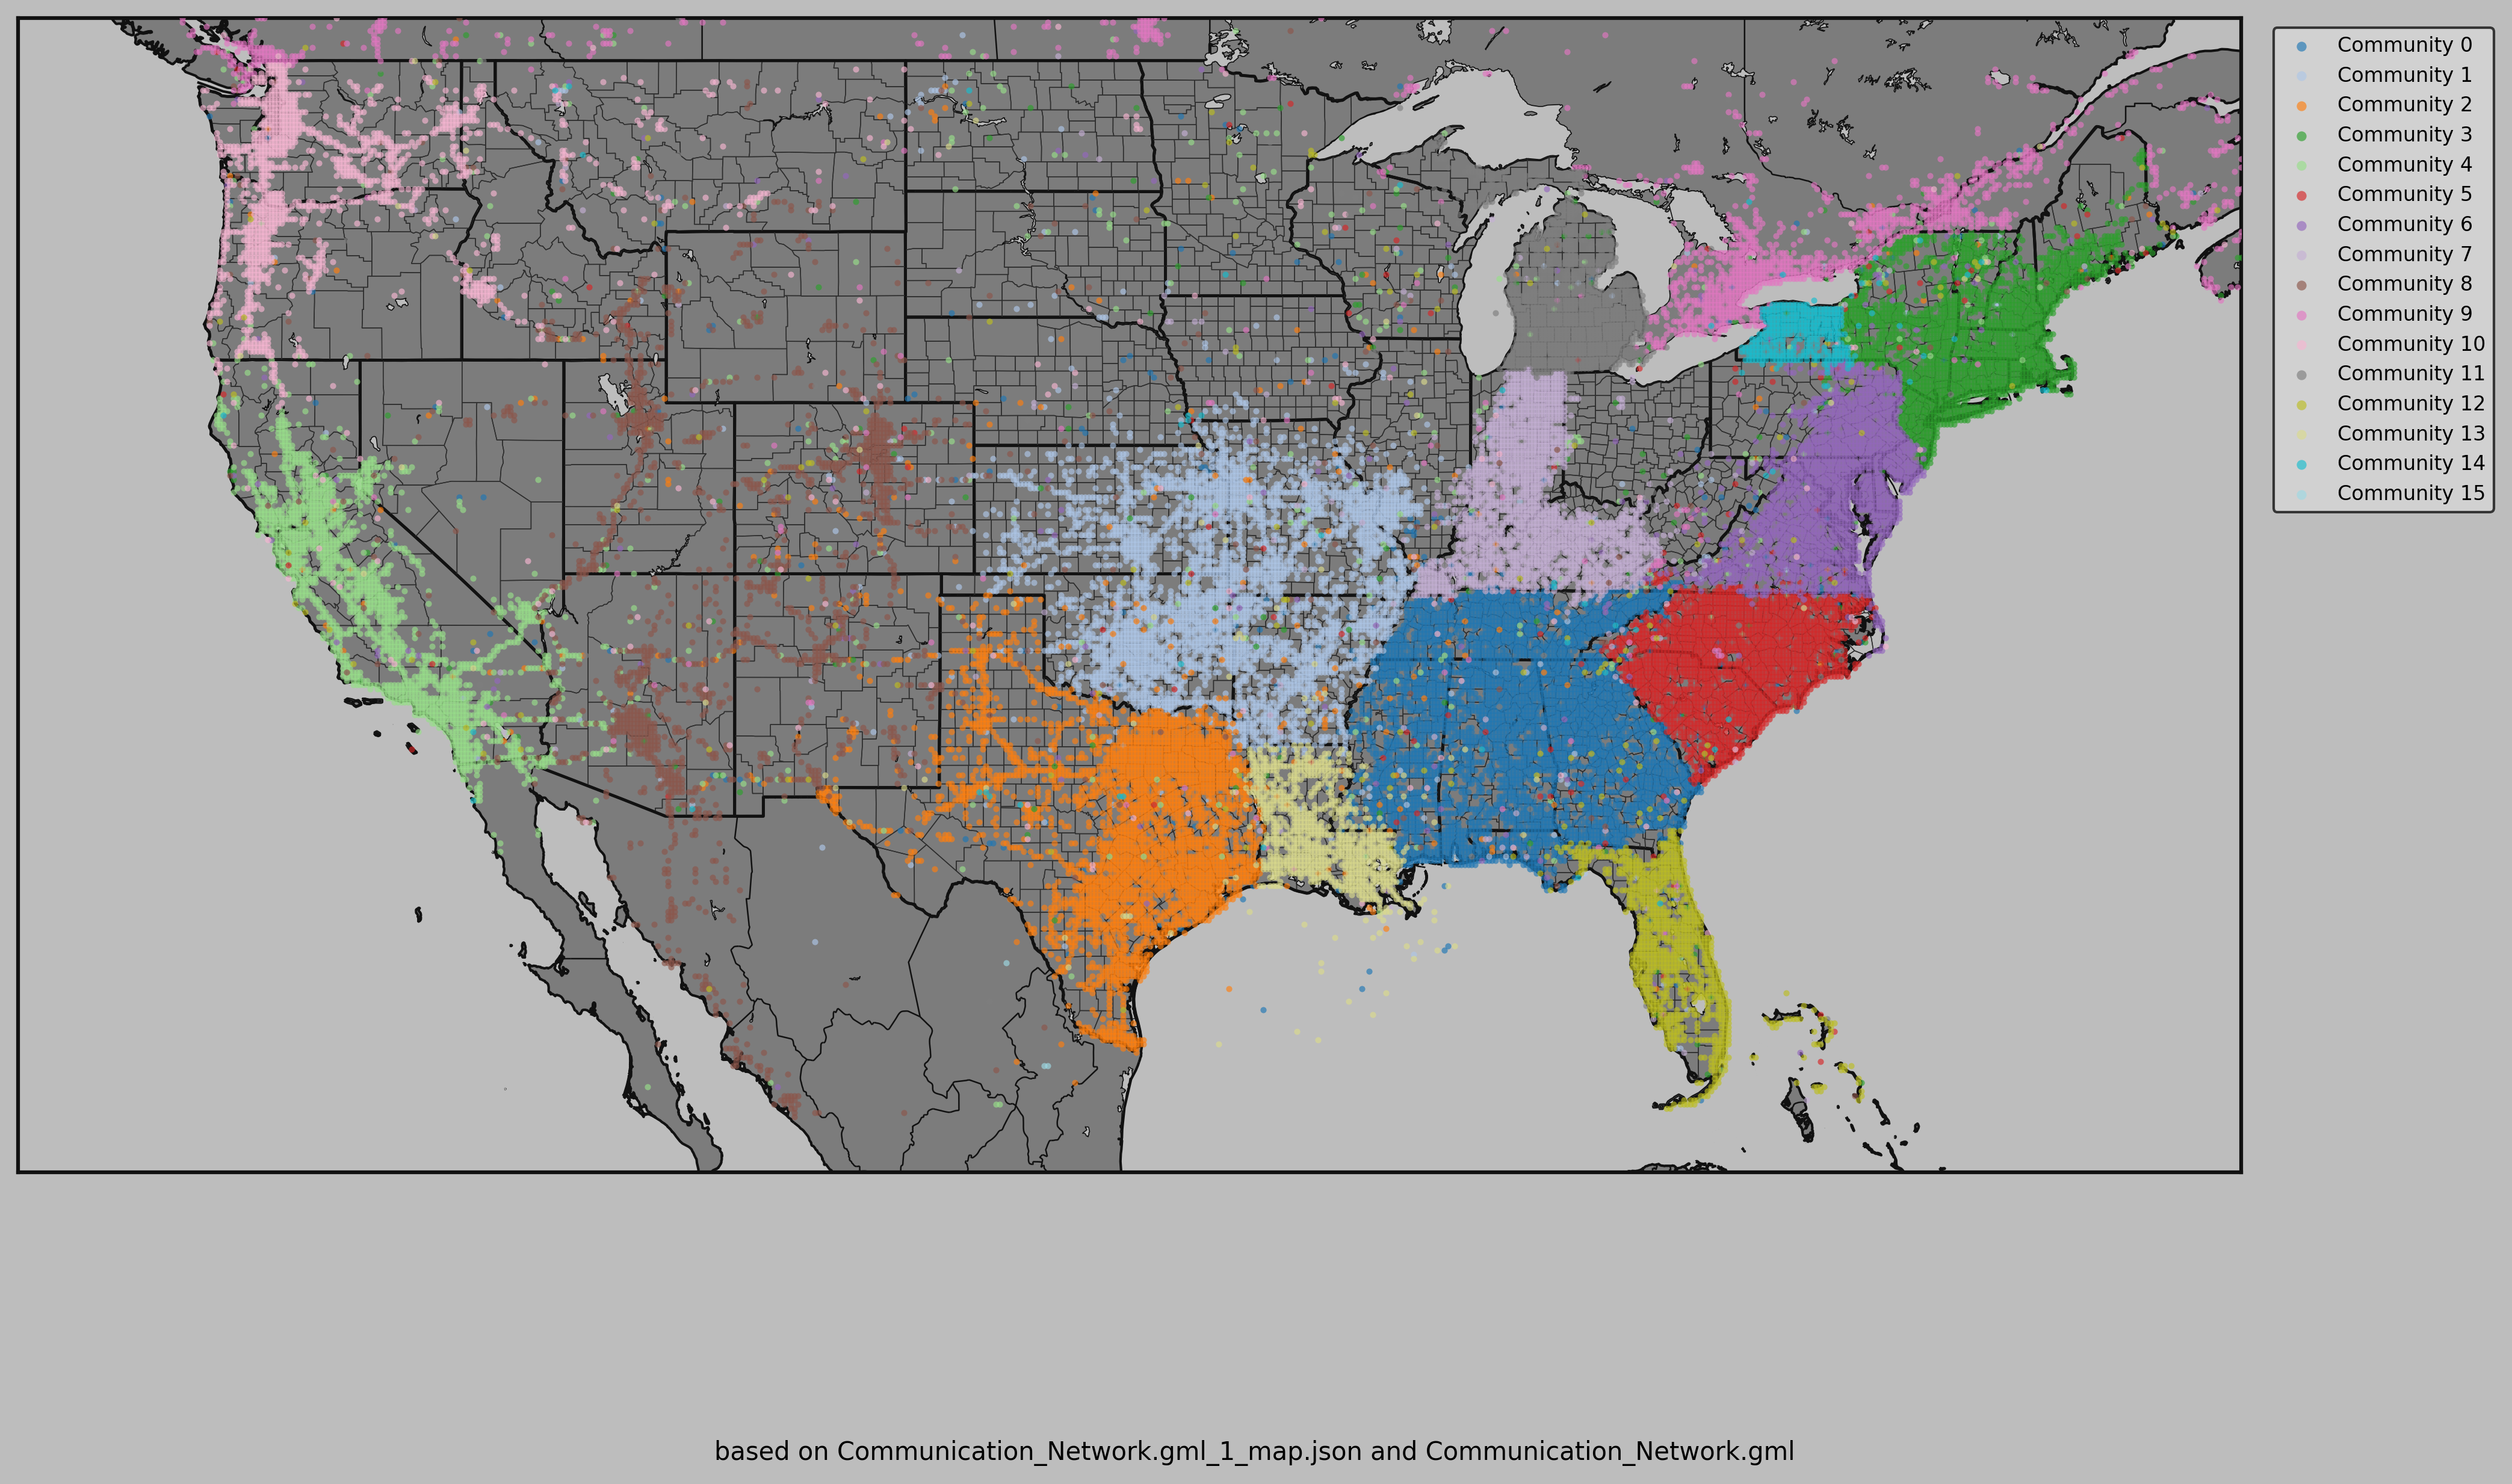 Community 0
Community 1
Community 2
Community 3
Community 4
Community 5
Community 6
Community 7
Community 8
Community 9
Community 10
Community 11
Community 12
Community 13
Community 14
Community 15
based on Communication_Network.gml_1_map.json and Communication_Network.gml